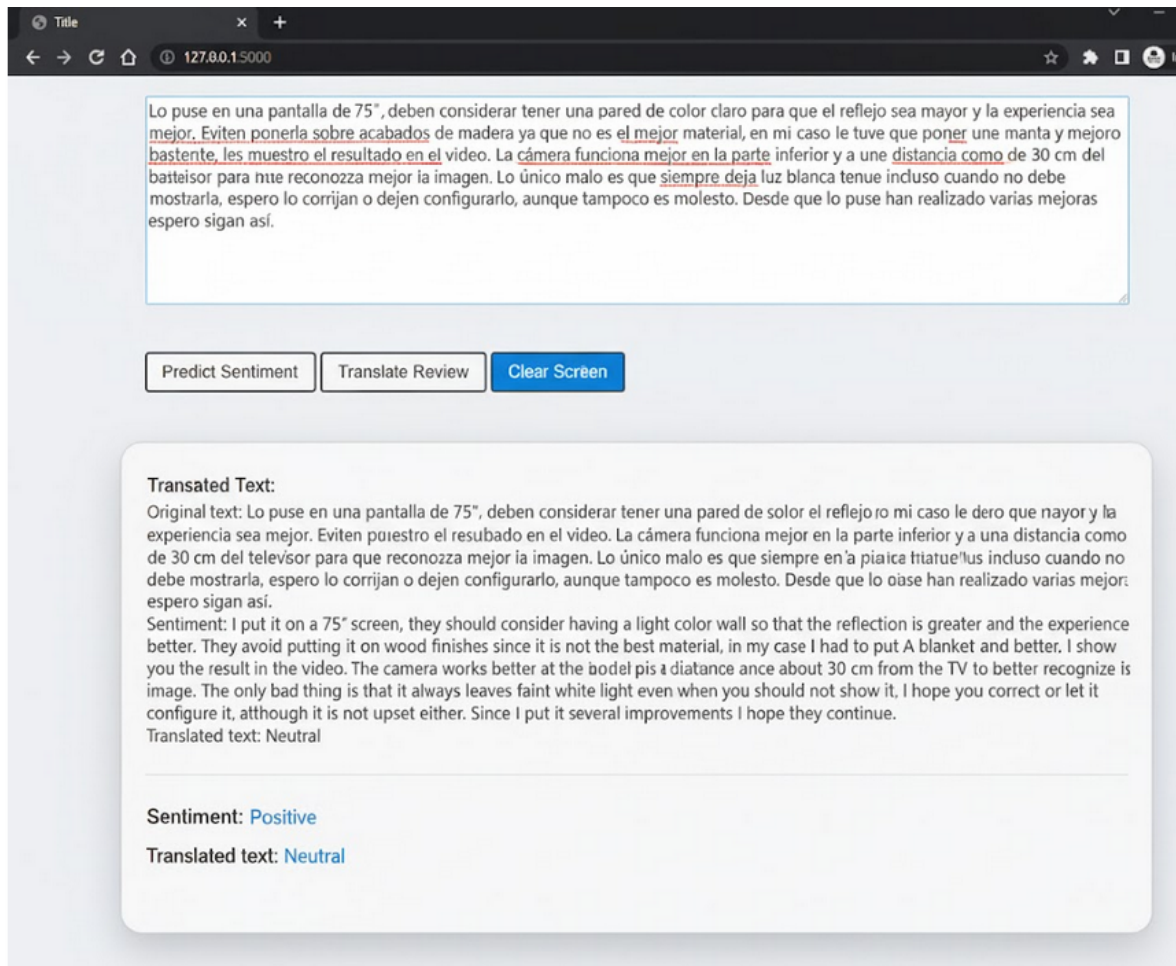 Title
127.0.0.1:5000
Lo puse en una pantalla de 75", deben considerar tener una pared de color claro para que el reflejo sea mayor y la experiencia sea
mejor. Eviten ponerla sobre acabados de madera ya que no es el mejor material, en mi caso le tuve que poner une manta y mejoro
bastente, les muestro el resultado en el video. La cámera funciona mejor en la parte inferior y a une distancia como de 30 cm del
para reconozza mejor ia imagen. Lo único malo es que siempre deja luz blanca tenue incluso cuando no debe
mostrarla, espero lo corrijan o dejen configurarlo, aunque tampoco es molesto. Desde que lo puse han realizado varias mejoras
espero sigan así.
Predict Sentiment Translate Review Clear Screen
Transated Text:
Original text: Lo puse en una pantalla de 75", deben considerar tener una pared de solor el reflejo ro mi caso le dero que nayor y la
experiencia sea mejor. Eviten puiestro el resubado en el video. La cámera funciona mejor en la parte inferior y a una distancia como
de 30 cm del televisor para que reconozza mejor ia imagen. Lo único malo es que siempre incluso cuando no
debe mostrarla, espero lo corrijan o dejen configurarlo, aunque tampoco es molesto. Desde que lo han realizado varias
espero sigan así.
Sentiment: I put it on a 75" screen, they should consider having a light color wall so that the reflection is greater and the experience
better. They avoid putting it on wood finishes since it is not the best material, in my case I had to put A blanket and better. I show
you the result in the video. The camera works better at the ance about 30 cm from the TV to better recognize is
image. The only bad thing is that it always leaves faint white light even when you should not show it, I hope you correct or let it
configure it, atthough it is not upset either. Since I put it several improvements I hope they continue.
Translated text: Neutral
Sentiment: Positive
Translated text: Neutral